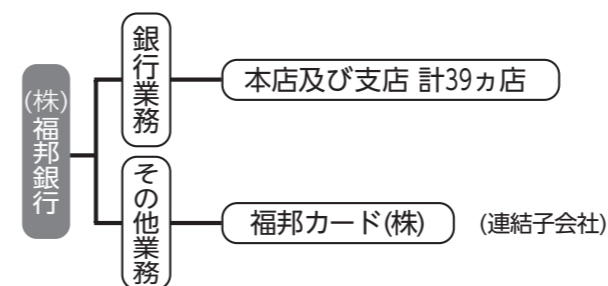 (株)福邦銀行
銀行業務
本店及び支店 計39ヵ店
その他業務
福邦カード(株)
(連結子会社)